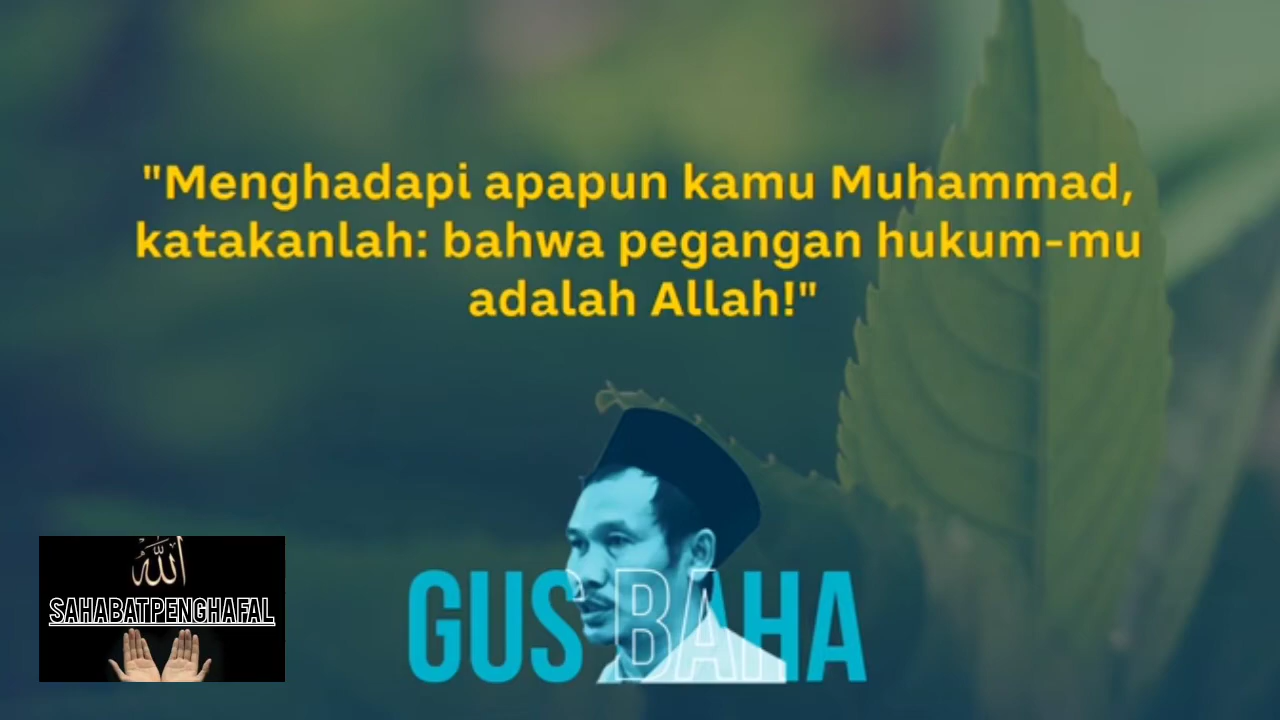 "Menghadapi apapun kamu Muhammad,
katakanlah: bahwa pegangan hukum-mu
adalah Allah!"
GUS BAHA
الله
SAHABATPENGHAFAL